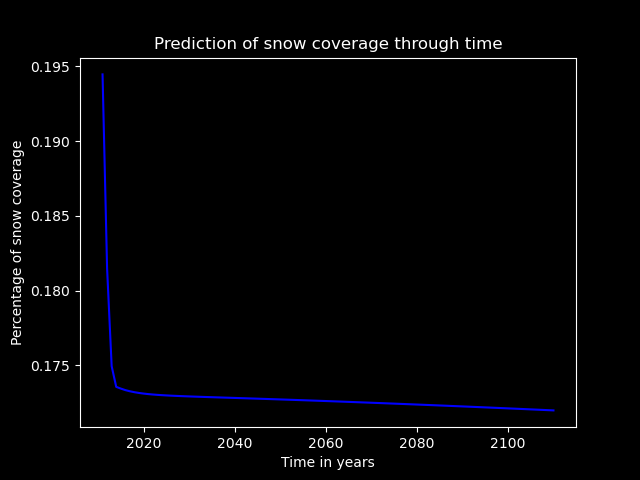 Prediction of snow coverage through time
Percentage of snow coverage
0.195
0.190
0.185
0.180
0.175
2020 2040 2060 2080 2100
Time in years